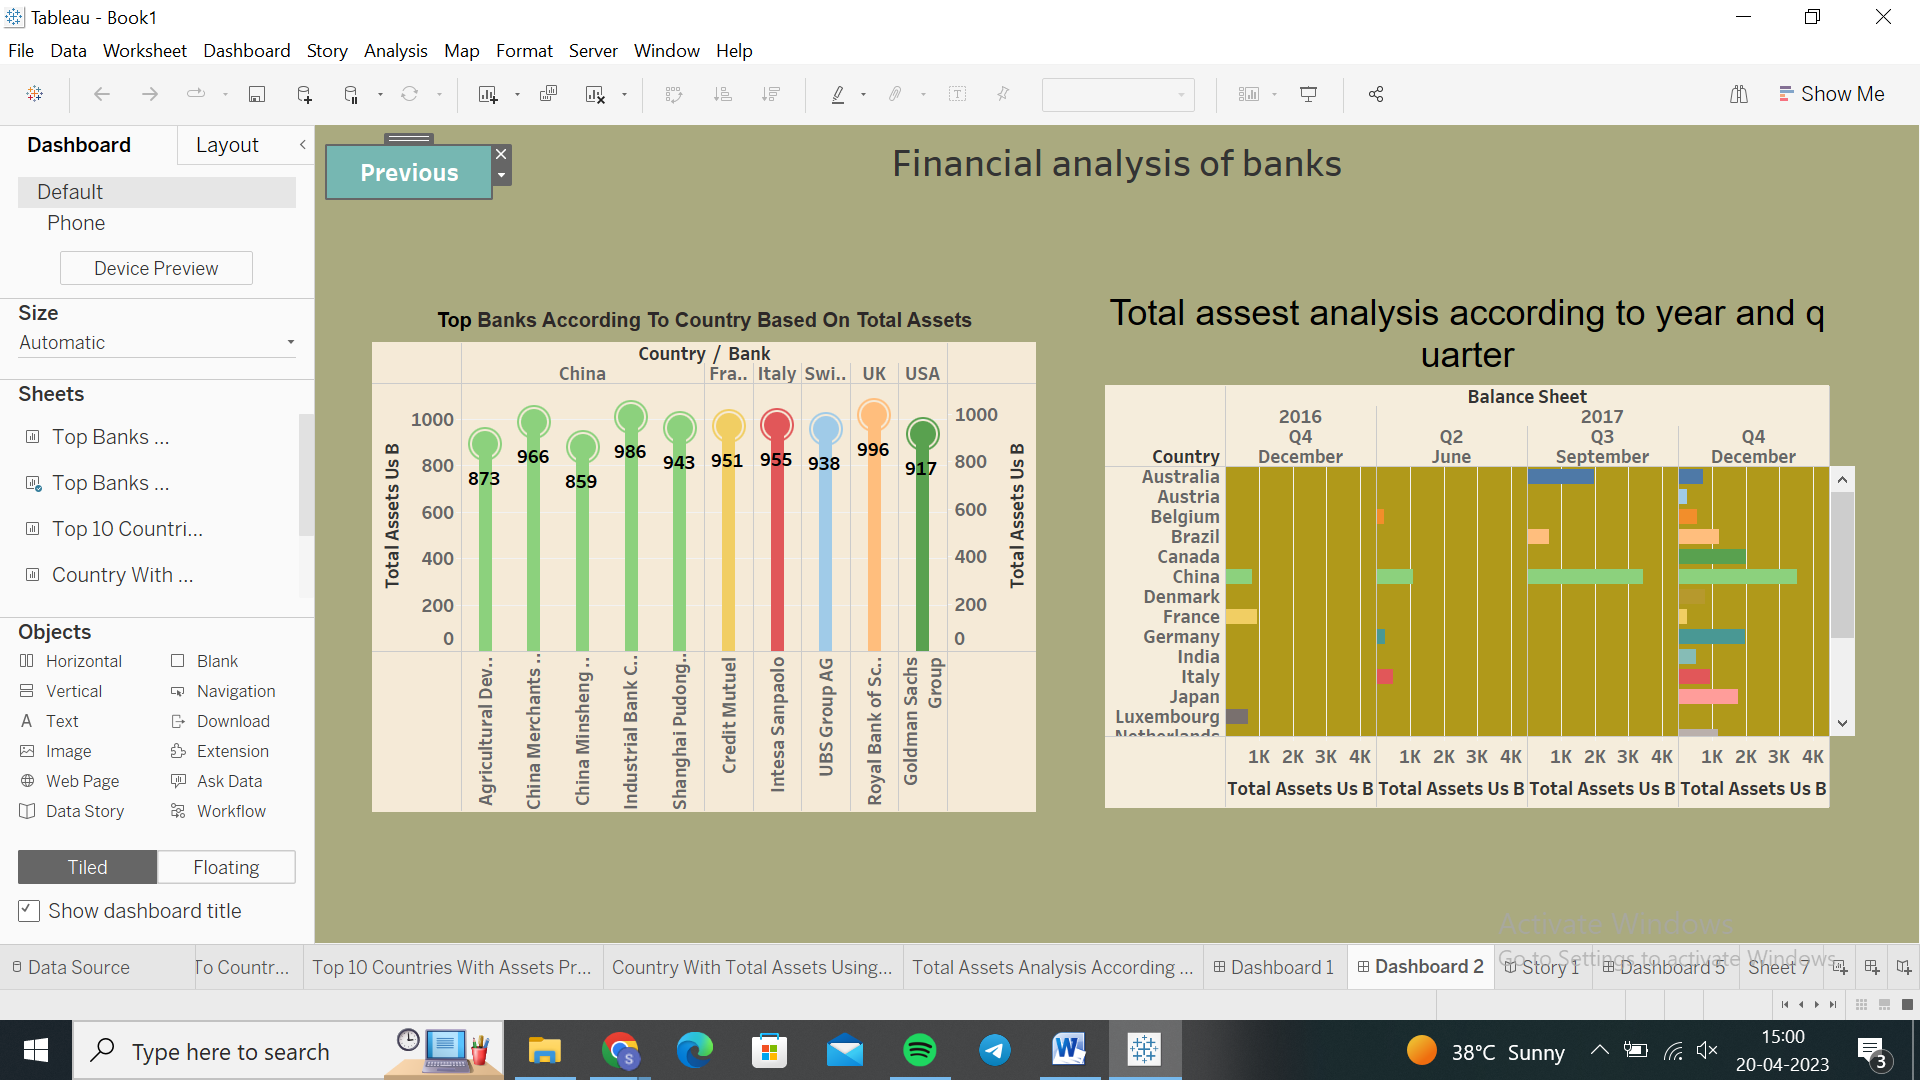 Tableau - Book1
File Data Worksheet Dashboard Story Analysis Map Format Server Window Help
Show Me
Dashboard Layout
Default
Phone
Device Preview
Size
Automatic
Sheets
Top Banks ...
Top Banks ...
Top 10 Countri...
Country With ...
Objects
Horizontal Blank
Vertical Navigation
Text Download
Image Extension
Web Page Ask Data
Data Story Workflow
Tiled Floating
Show dashboard title
Previous
Financial analysis of banks
Top Banks According To Country Based On Total Assets
Country / Bank
China Fra.. Italy Swi.. UK USA
Total Assets Us B
1000
800
600
400
200
0
873 966 859 986 943 951 955 938 996 917
1000
800
600
400
200
0
Total Assets Us B
Agricultural Dev..
China Merchants ..
China Minsheng ..
Industrial Bank C..
Shanghai Pudong..
Credit Mutuel
Intesa Sanpaolo
UBS Group AG
Royal Bank of Sc..
Goldman Sachs
Group
Total assest analysis according to year and q
uarter
Balance Sheet
2016 2017
Q4 Q2 Q3 Q4
Country December June September December
Australia
Austria
Belgium
Brazil
Canada
China
Denmark
France
Germany
India
Italy
Japan
Luxembourg
Netherlands
1K 2K 3K 4K 1K 2K 3K 4K 1K 2K 3K 4K 1K 2K 3K 4K
Total Assets Us B Total Assets Us B Total Assets Us B Total Assets Us B
Activate Windows
Go to Settings to activate Windows.
Data Source To Countr... Top 10 Countries With Assets Pr... Country With Total Assets Using... Total Assets Analysis According ... Dashboard 1 Dashboard 2 Story 1 Dashboard 5 Sheet 7
Type here to search
38°C Sunny
15:00
20-04-2023
3